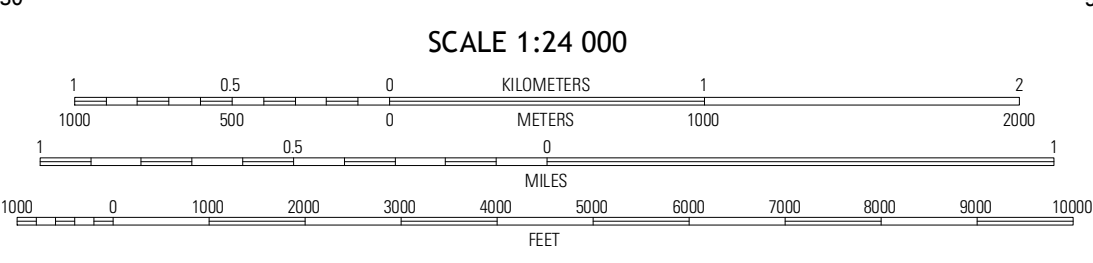 SCALE 1:24 000
1 0.5 0 KILOMETERS 1 2
1000 500 0 METERS 1000 2000
1 0.5 0 1
MILES
1000 0 1000 2000 3000 4000 5000 6000 7000 8000 9000 10000
FEET